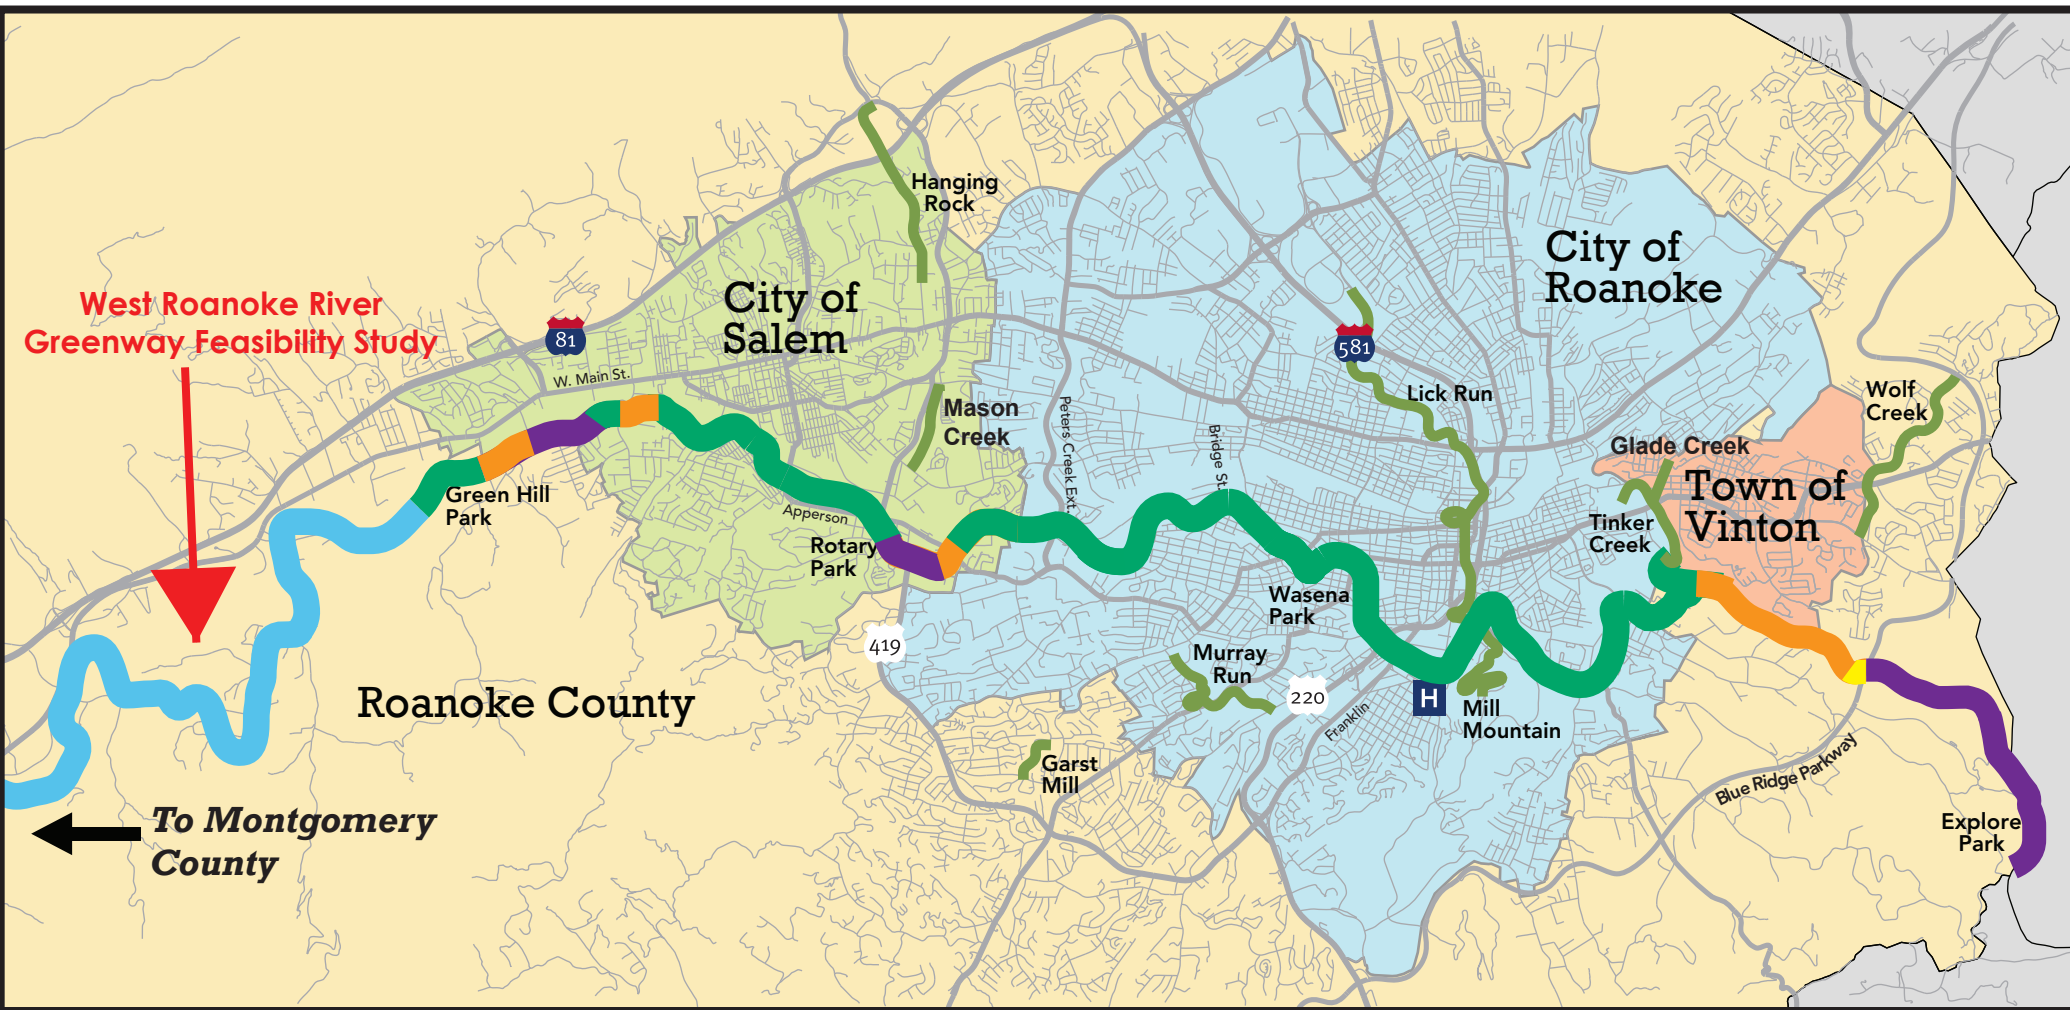 Hanging
Rock
City of
Roanoke
West Roanoke River
Greenway Feasibility Study
City of
Salem
81
581
W. Main St.
Lick Run
Wolf
Creek
Mason
Creek
Peters Creek Ext.
Bridge St.
Glade Creek
Town of
Vinton
Green Hill
Park
Apperson
Tinker
Creek
Rotary
Park
Wasena
Park
419
Murray
Run
220
Roanoke County
H
Mill
Mountain
Franklin
Garst
Mill
Blue Ridge Parkway
To Montgomery
County
Explore
Park